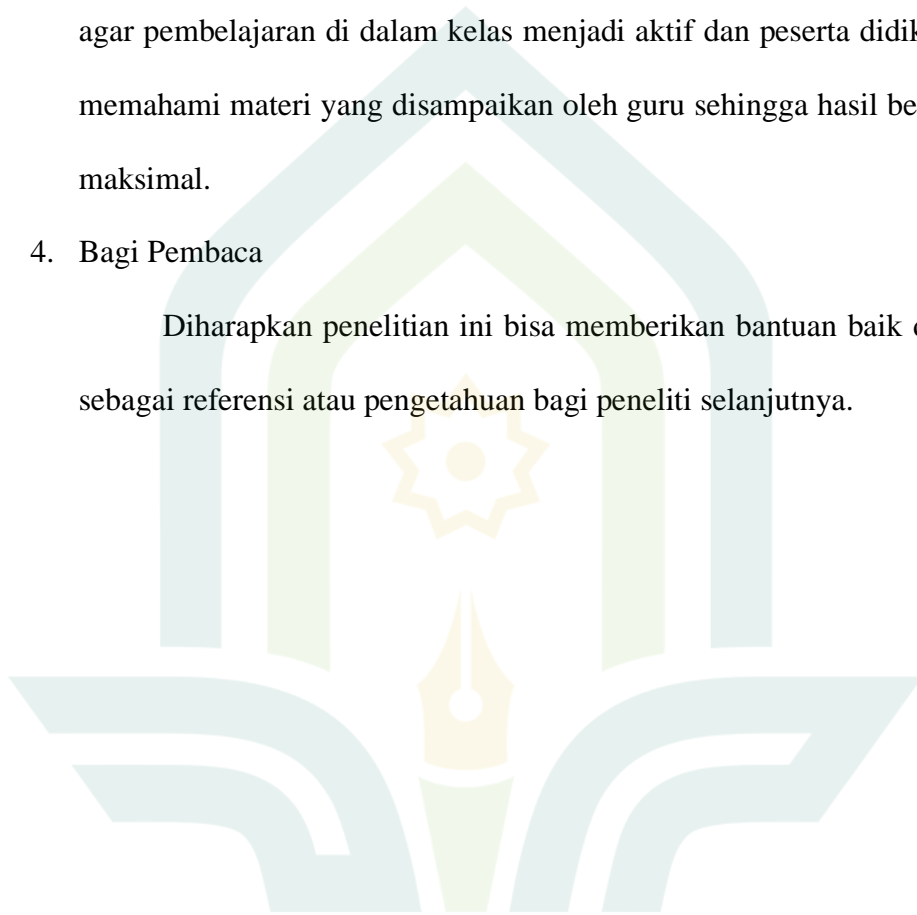 agar pembelajaran di dalam kelas menjadi aktif dan peserta didik
memahami materi yang disampaikan oleh guru sehingga hasil be
maksimal.
4. Bagi Pembaca
Diharapkan penelitian ini bisa memberikan bantuan baik
sebagai referensi atau pengetahuan bagi peneliti selanjutnya.